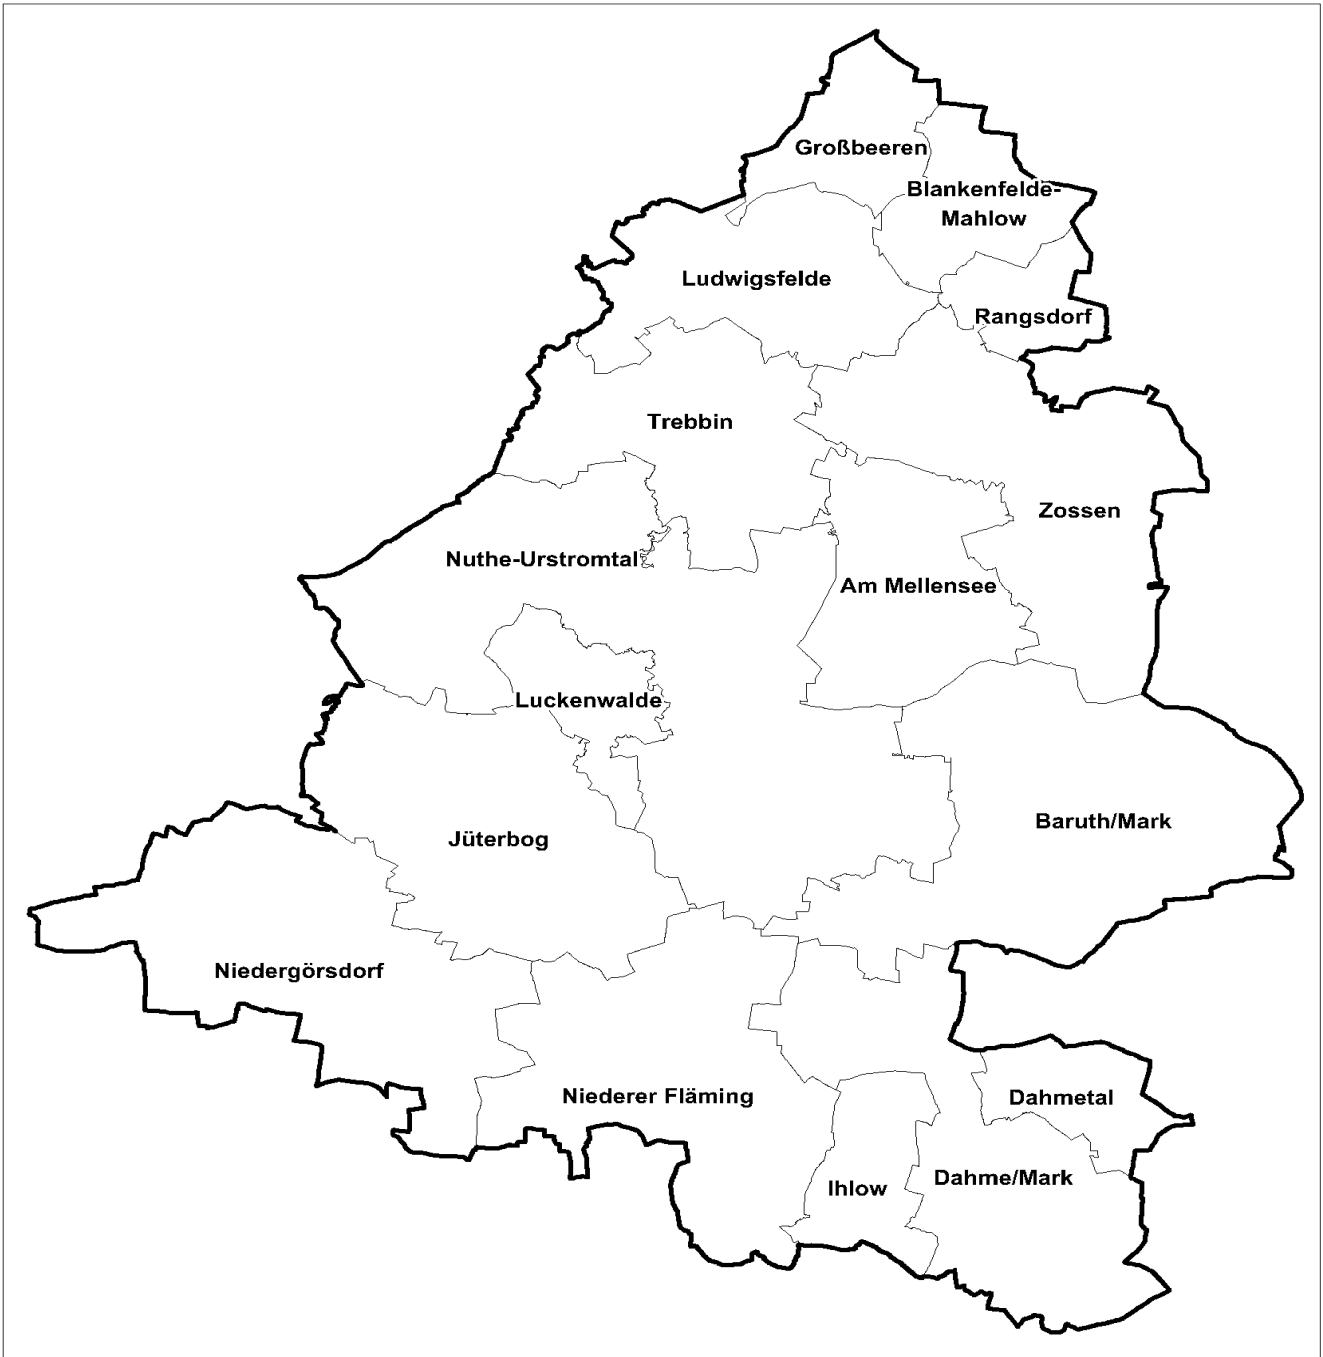 Großbeeren
Blankenfelde-
Mahlow
Ludwigsfelde
Rangsdorf
Trebbin
Zossen
Nuthe-Urstromtal
Am Mellensee
Luckenwalde
Baruth/Mark
Jüterbog
Niedergörsdorf
Niederer Fläming
Dahmetal
Dahme/Mark
Ihlow